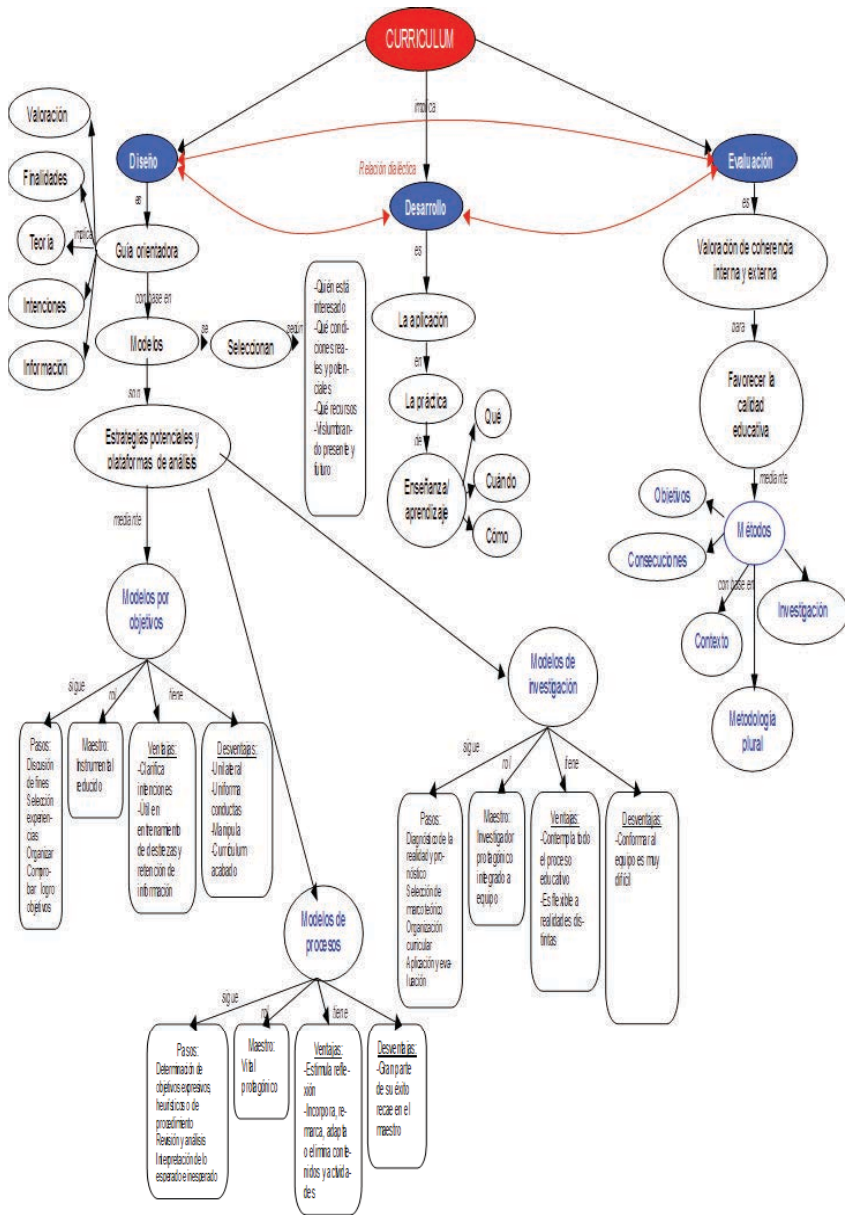 CURRICULUM
implica
Valoración
Finalidades
Teoría
Intenciones
Información
Diseño
Relación dialéctica
Evaluación
Desarrollo
es
implica
Guía orientadora
con base en
Modelos
se
Seleccionan
según
-Quién está
interesado
-Qué condi-
ciones rea-
les y poten-
ciales
-Qué recursos
-Vislumbran-
do presente y
futuro
son
Estrategias potenciales y
plataformas de análisis
es
La aplicación
en
La práctica
de
Enseñanza/
aprendizaje
Qué
Cuándo
Cómo
es
Valoración de coherencia
interna y externa
para
Favorecer la
calidad
educativa
mediante
Métodos
Objetivos
Consecuciones
con base en
Contexto
Investigación
Metodología
plural
mediante
Modelos por
objetivos
sigue
rol
tiene
Pasos:
Discusión
de fines
Selección
experien-
cias
Organizar
Compro-
bar logro
objetivos
Maestro:
Instrumental
reducido
Ventajas:
-Clarifica
intenciones
-Útil en
entrenamiento
de destrezas y
retención de
información
Desventajas:
-Unilateral
-Uniforma
conductas
-Manipula
-Currículum
acabado
Modelos de
investigación
sigue
rol
tiene
Pasos:
Diagnóstico de la
realidad y pro-
nóstico
Selección de
marco teórico
Organización
curricular
Aplicación y eva-
luación
Maestro:
Investigador
protagónico
integrado a
equipo
Ventajas:
-Contempla todo
el proceso
educativo
-Es flexible a
realidades dis-
tintas
Desventajas:
-Conformar al
equipo es muy
difícil
Modelos de
procesos
sigue
rol
tiene
Pasos:
Determinación de
objetivos expresivos,
heurísticos o de
procedimiento
Revisión y análisis
Interpretación de lo
esperado e inesperado
Maestro:
Vital
protagónico
Ventajas:
-Estimula refle-
xión
-Incorpora, re-
marca, adapta
o elimina conte-
nidos y activida-
des
Desventajas:
-Gran parte
de su éxito
recae en el
maestro